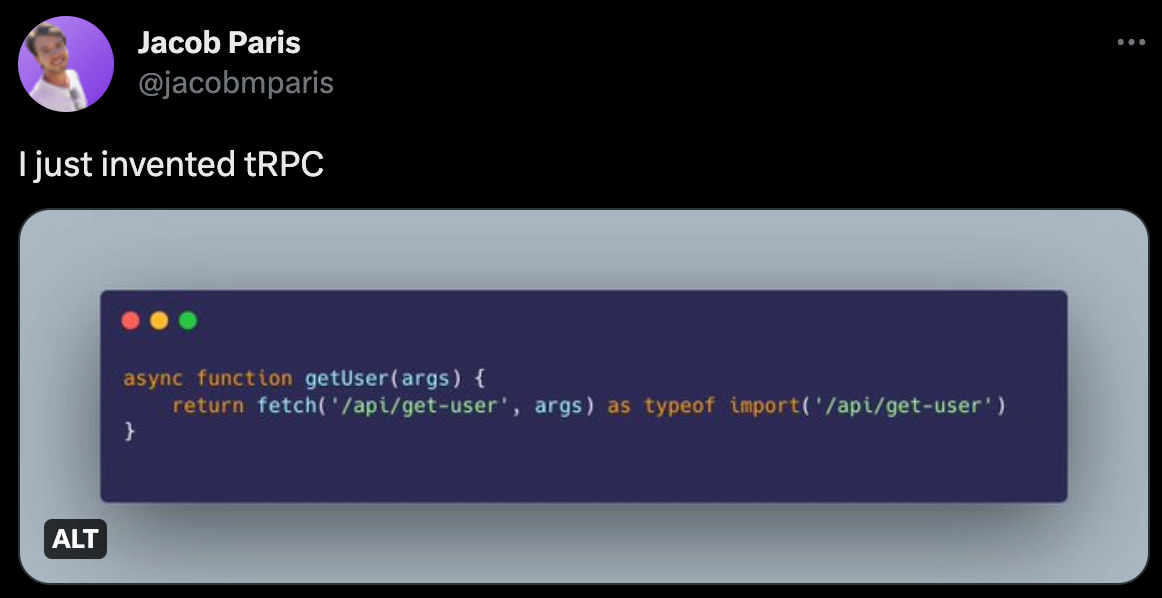 Jacob Paris
@jacobmparis
I just invented tRPC
async function getUser(args) {
    return fetch('/api/get-user', args) as typeof import('/api/get-user')
}
ALT